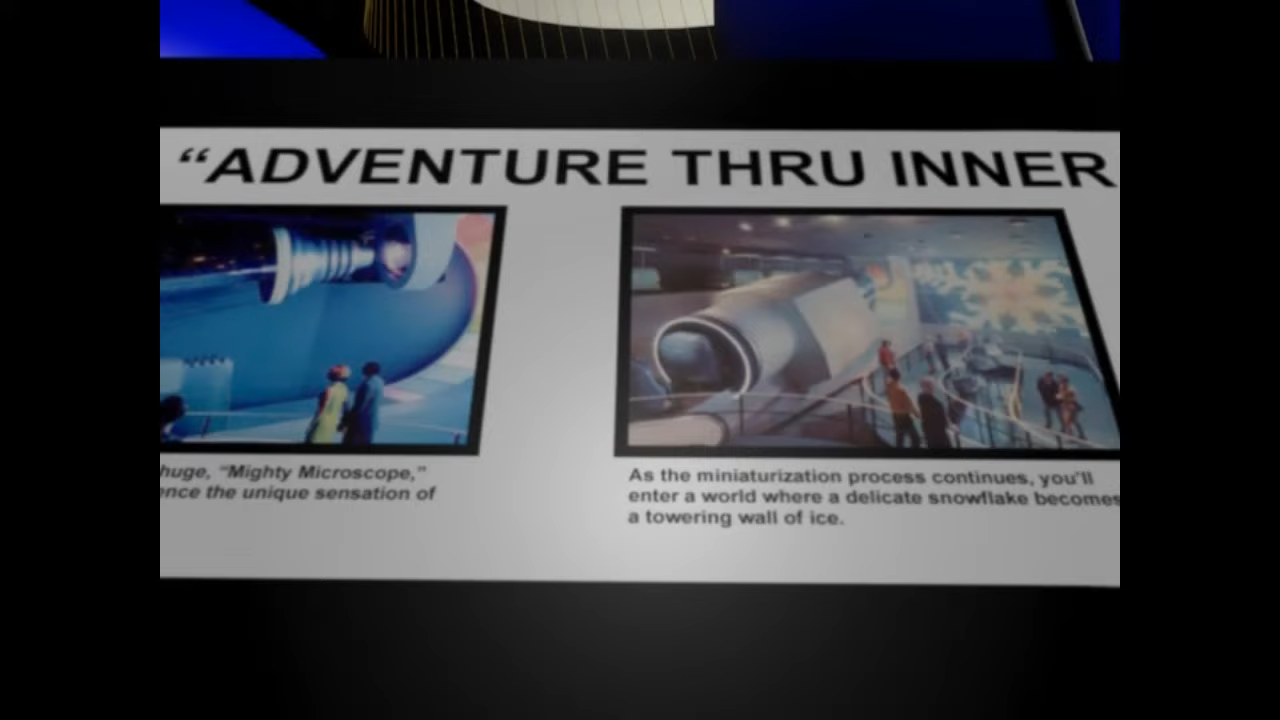 “ADVENTURE THRU INNER
huge, “Mighty Microscope,”
the unique sensation of
As the miniaturization process continues, you’ll
enter a world where a delicate snowflake becomes
a towering wall of ice.